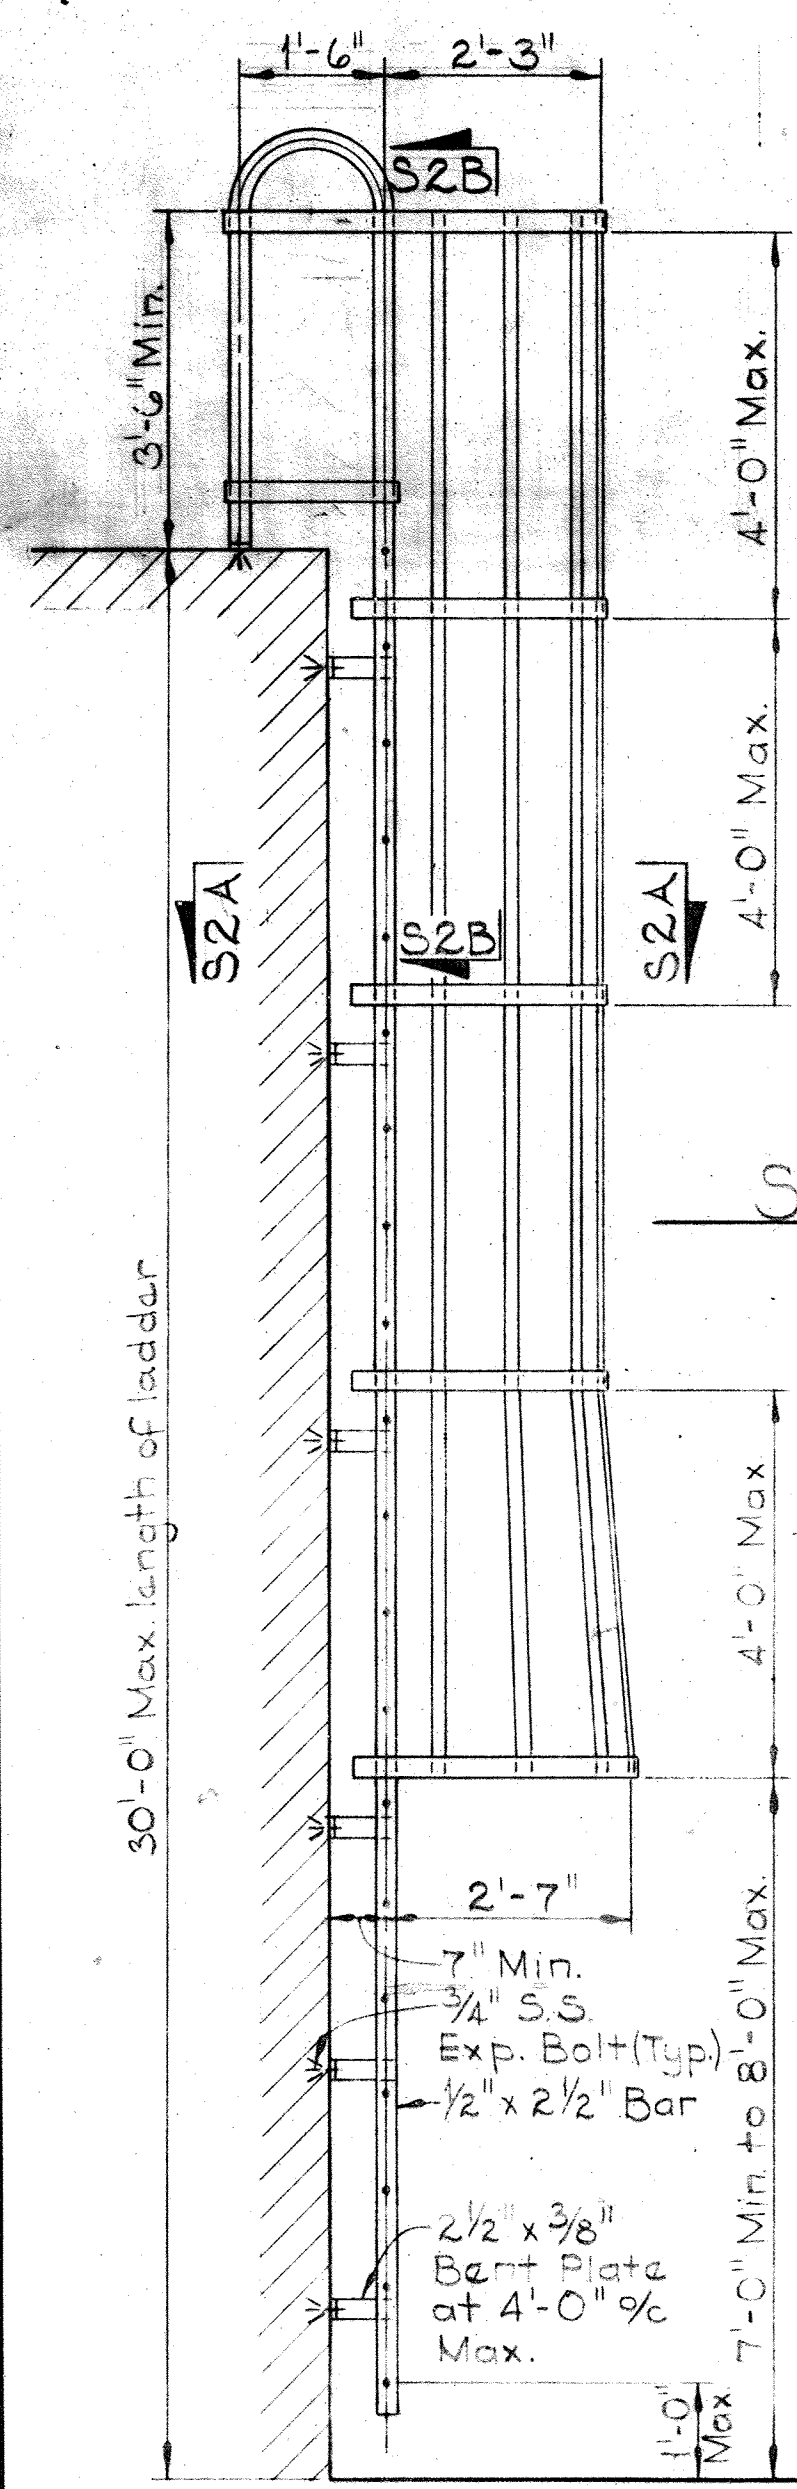 1'-6"
2'-3"
S2B
3'-6" Min.
4'-0" Max.
4'-0" Max.
S2A
S2B
S2A
S
30'-0" Max. length of ladder
4'-0" Max
2'-7"
7" Min.
3/4" S.S.
Exp. Bolt (Typ.)
1/2" x 2 1/2" Bar
7'-0" Min. to 8'-0" Max.
2 1/2" x 3/8"
Bent Plate
at 4'-0" o/c
Max.
1'-0"
Max